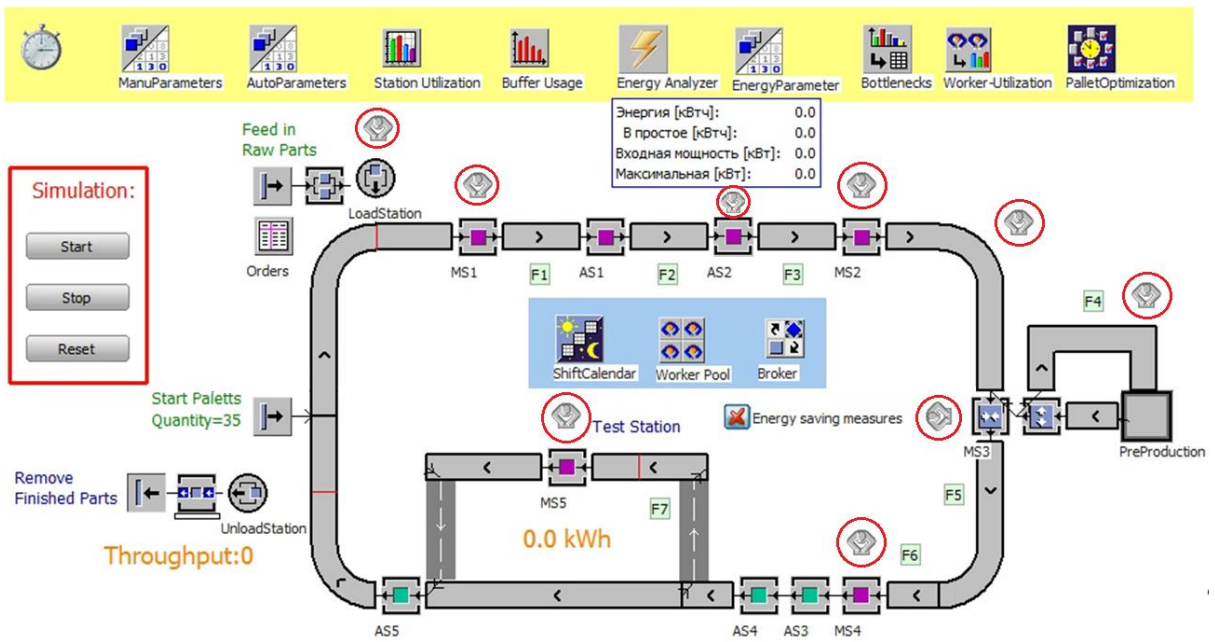 ManuParameters
AutoParameters
Station Utilization
Buffer Usage
Energy Analyzer
EnergyParameter
Bottlenecks
Worker-Utilization
PalletOptimization
Энергия [кВтч]: 0.0
В простое [кВтч]: 0.0
Входная мощность [кВт]: 0.0
Максимальная [кВт]: 0.0
Feed in
Raw Parts
LoadStation
Simulation:
Start
Stop
Reset
Orders
MS1
F1
AS1
F2
AS2
F3
MS2
F4
ShiftCalendar
Worker Pool
Broker
Start Paletts
Quantity=35
Test Station
Energy saving measures
MS3
PreProduction
Remove
Finished Parts
UnloadStation
MS5
F7
F5
0.0 kWh
Throughput:0
F6
AS5
AS4
AS3
MS4